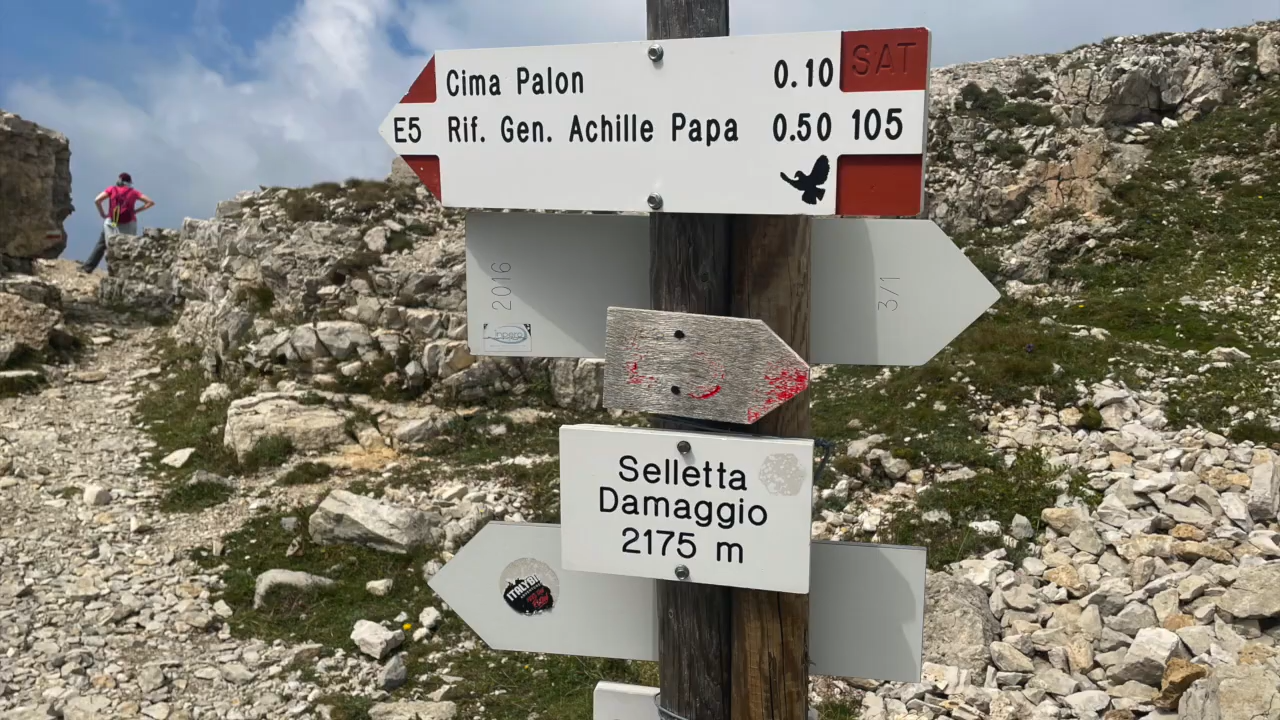 SAT
Cima Palon 0.10
E5 Rif. Gen. Achille Papa 0.50 105
2016
3/1
Selletta
Damaggio
2175 m